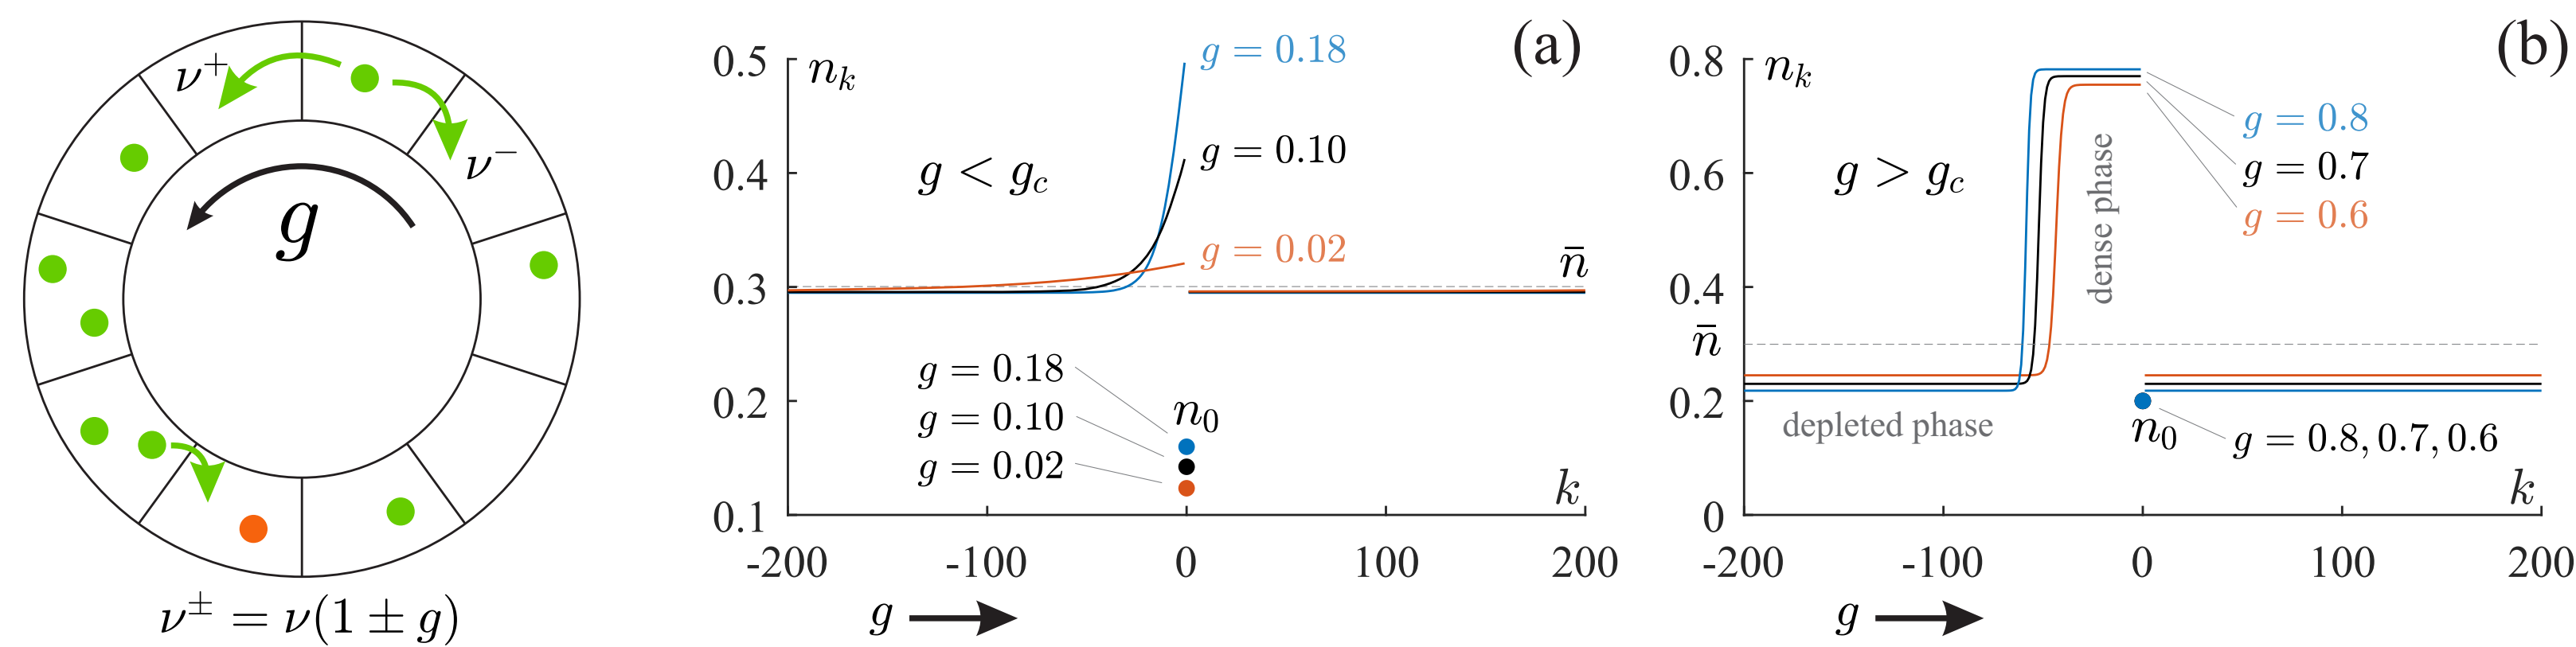 ν⁺
ν⁻
g
ν± = ν(1 ± g)
(a)
n_k
0.5
0.4
0.3
0.2
0.1
g = 0.18
g = 0.10
g = 0.02
g < g_c
n̄
g = 0.18
g = 0.10
g = 0.02
n₀
k
-200
-100
0
100
200
g
(b)
n_k
0.8
0.6
0.4
n̄
0.2
0
g > g_c
dense phase
g = 0.8
g = 0.7
g = 0.6
depleted phase
n₀
g = 0.8, 0.7, 0.6
k
-200
-100
0
100
200
g